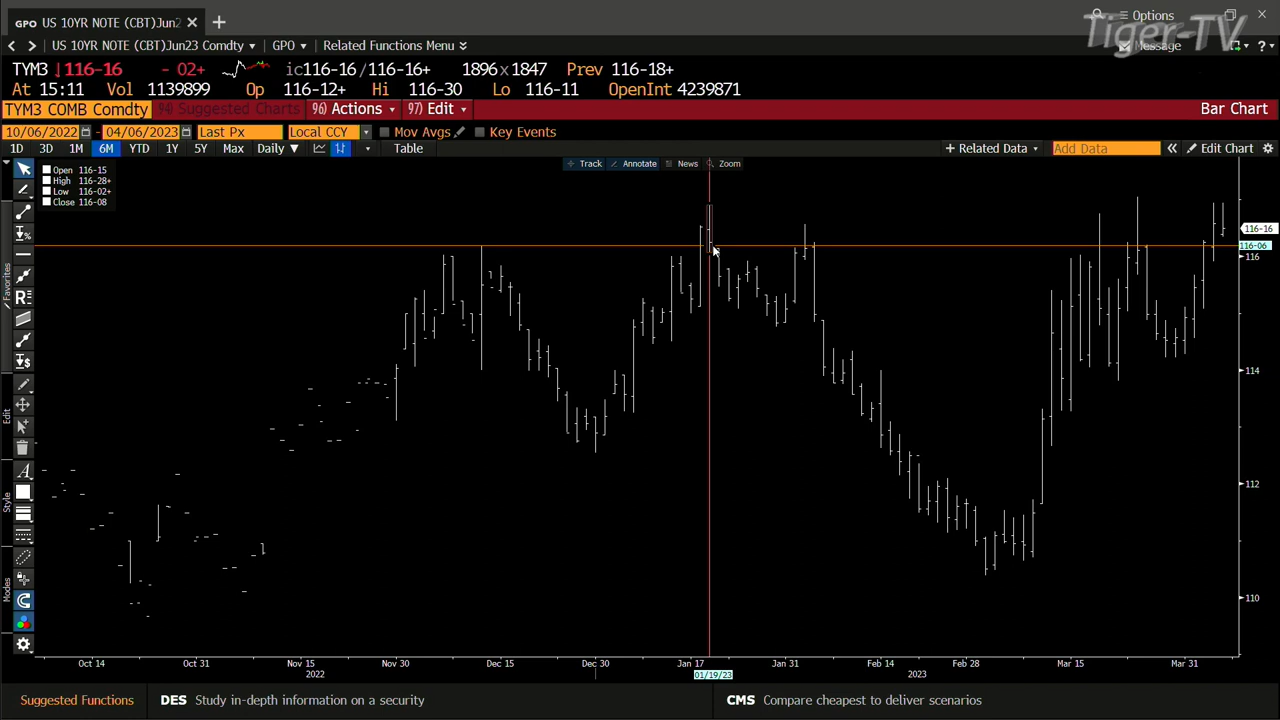 GPO US 10YR NOTE (CBT)Jun2 × +
Options
Tiger-TV
< > US 10YR NOTE (CBT)Jun23 Comdty GPO Related Functions Menu
Message
?
TYM3 ↓116-16 - 02+ ic116-16/116-16+ 1896x1847 Prev 116-18+
At 15:11 Vol 1139899 Op 116-12+ Hi 116-30 Lo 116-11 OpenInt 4239871
TYM3 COMB Comdty 94) Suggested Charts 96) Actions 97) Edit Bar Chart
10/06/2022 - 04/06/2023 Last Px Local CCY Mov Avgs Key Events
1D 3D 1M 6M YTD 1Y 5Y Max Daily ▼ Table + Related Data Add Data « Edit Chart
Track Annotate News Zoom
Open 116-15
High 116-28+
Low 116-02+
Close 116-08
116-16
116-06
116
114
112
110
Favorites
Edit
Style
Modes
Oct 14 Oct 31 Nov 15 Nov 30 Dec 15 Dec 30 Jan 17 Jan 31 Feb 14 Feb 28 Mar 15 Mar 31
2022 01/19/23 2023
Suggested Functions DES Study in-depth information on a security CMS Compare cheapest to deliver scenarios